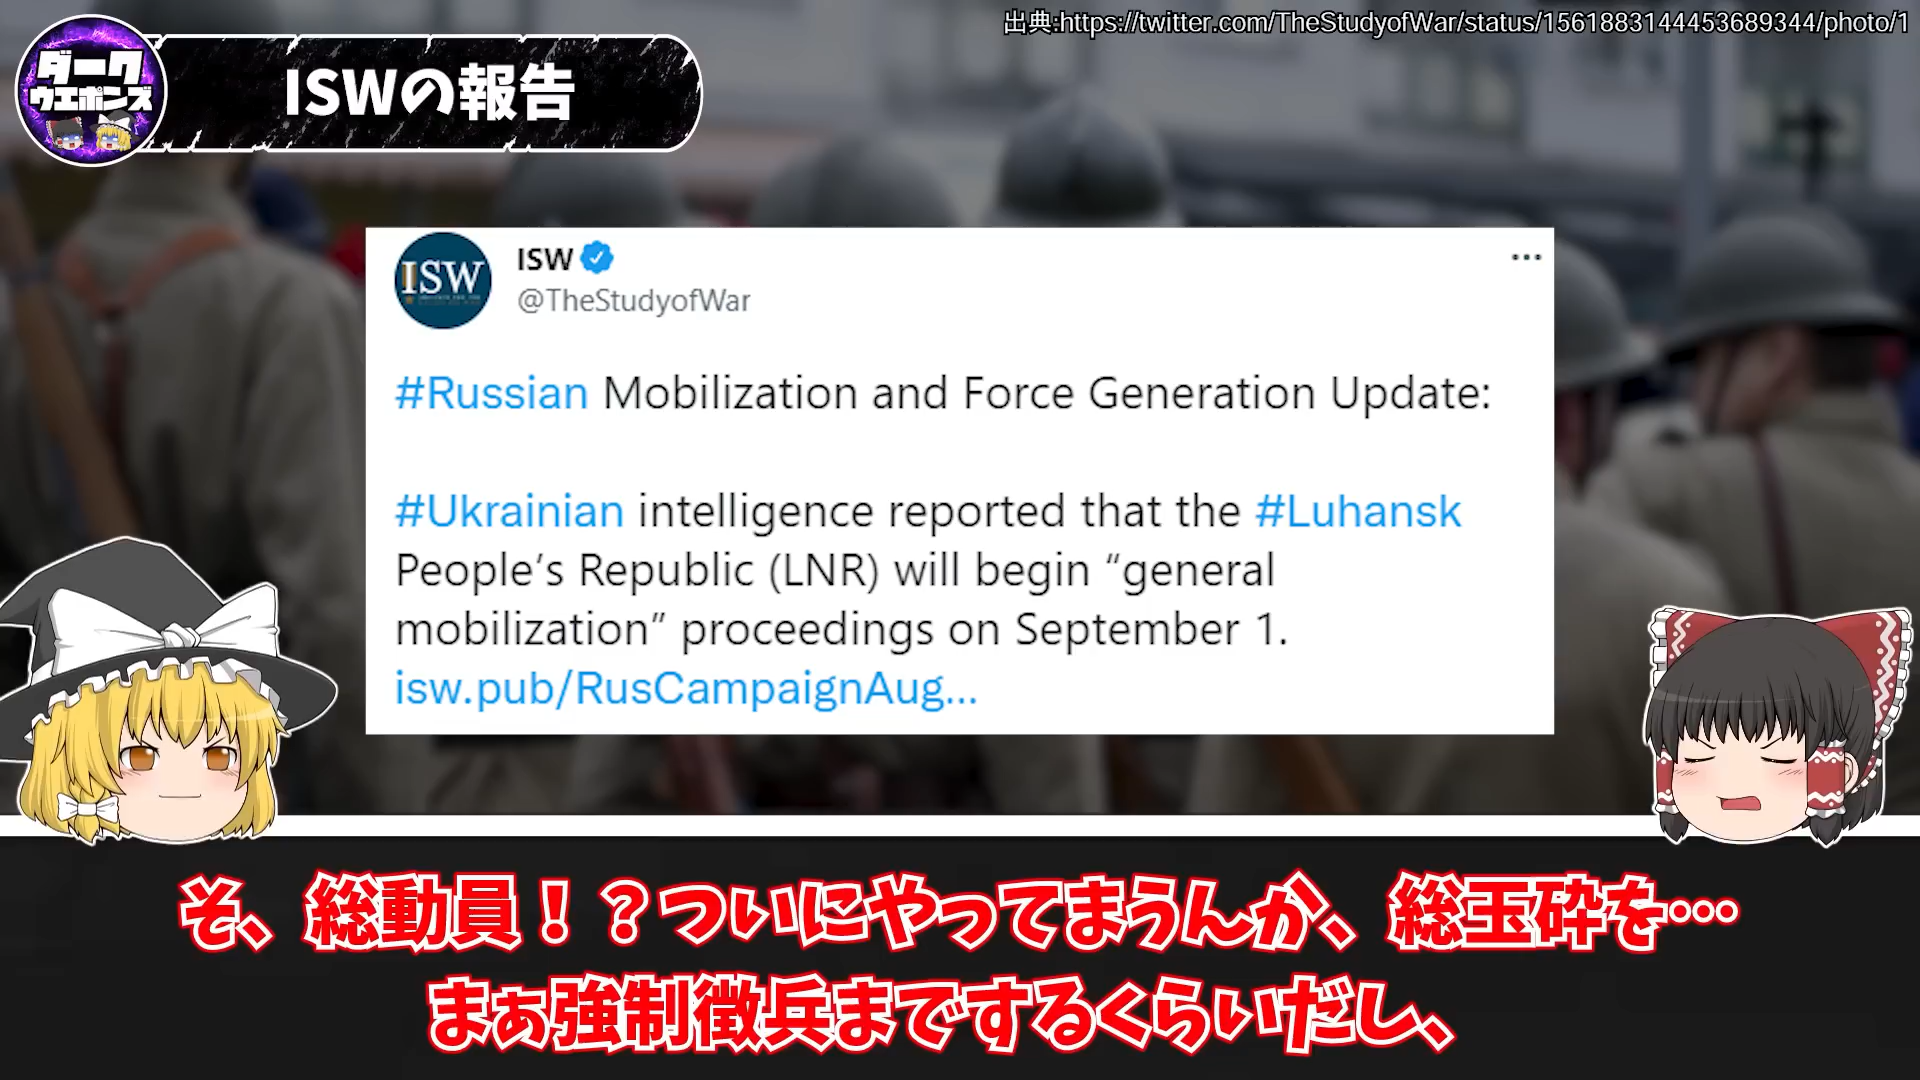 出典:https://twitter.com/TheStudyofWar/status/1561883144453689344/photo/1
ダーク
ウエポンズ
ISWの報告
ISW
ISW
@TheStudyofWar
#Russian Mobilization and Force Generation Update:
#Ukrainian intelligence reported that the #Luhansk
People’s Republic (LNR) will begin “general
mobilization” proceedings on September 1.
isw.pub/RusCampaignAug...
そ、総動員！？ついにやってまうんか、総玉砕を…
まぁ強制徴兵までするくらいだし、